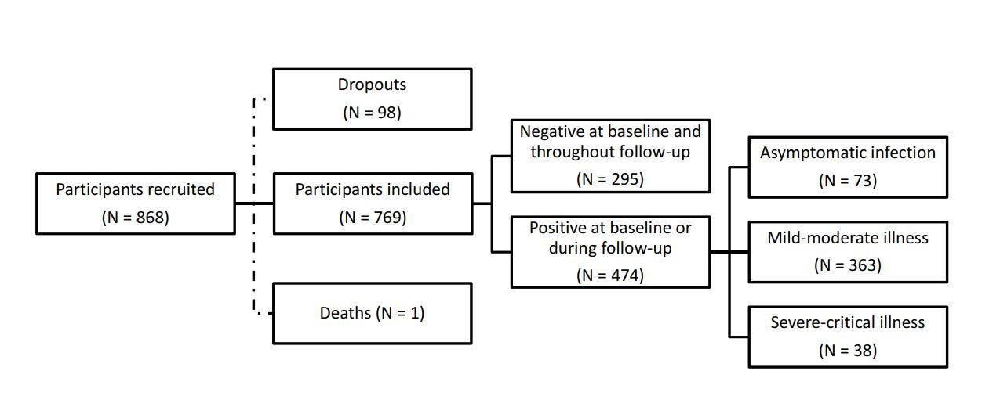 Participants recruited
(N = 868)
Dropouts
(N = 98)
Participants included
(N = 769)
Deaths (N = 1)
Negative at baseline and
throughout follow-up
(N = 295)
Positive at baseline or
during follow-up
(N = 474)
Asymptomatic infection
(N = 73)
Mild-moderate illness
(N = 363)
Severe-critical illness
(N = 38)